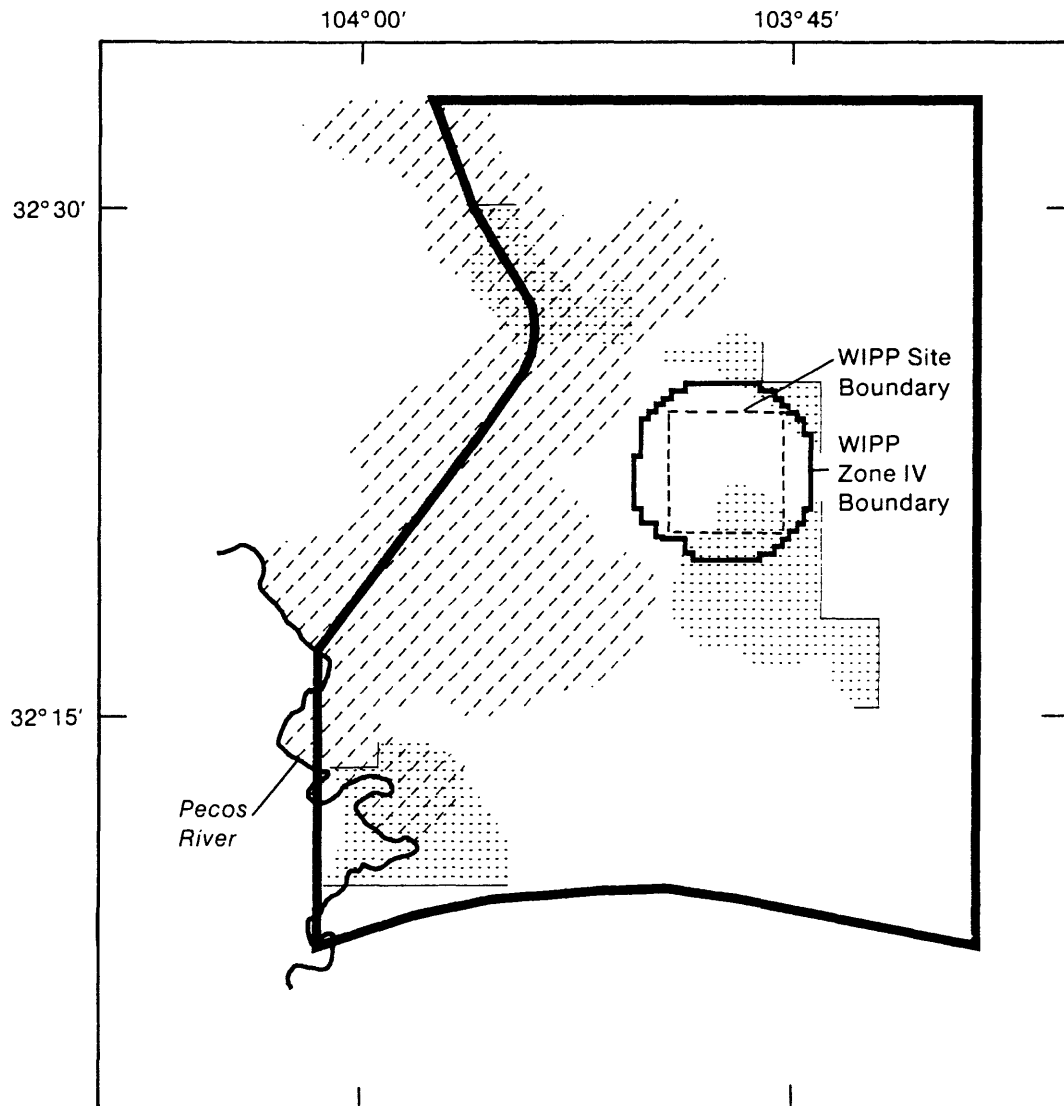 104° 00′
103° 45′
32° 30′
WIPP Site
Boundary
WIPP
Zone IV
Boundary
32° 15′
Pecos
River